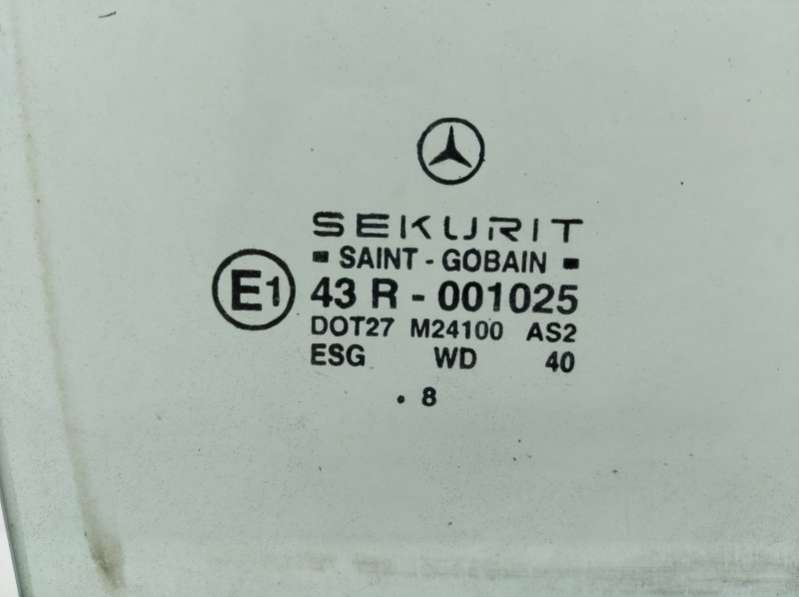 SEKURIT
SAINT - GOBAIN
E1 43 R - 001025
DOT27 M24100 AS2
ESG WD 40
. 8